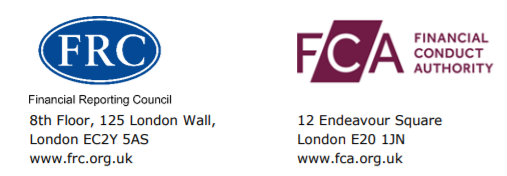 FRC
Financial Reporting Council
8th Floor, 125 London Wall,
London EC2Y 5AS
www.frc.org.uk
FCA FINANCIAL
CONDUCT
AUTHORITY
12 Endeavour Square
London E20 1JN
www.fca.org.uk